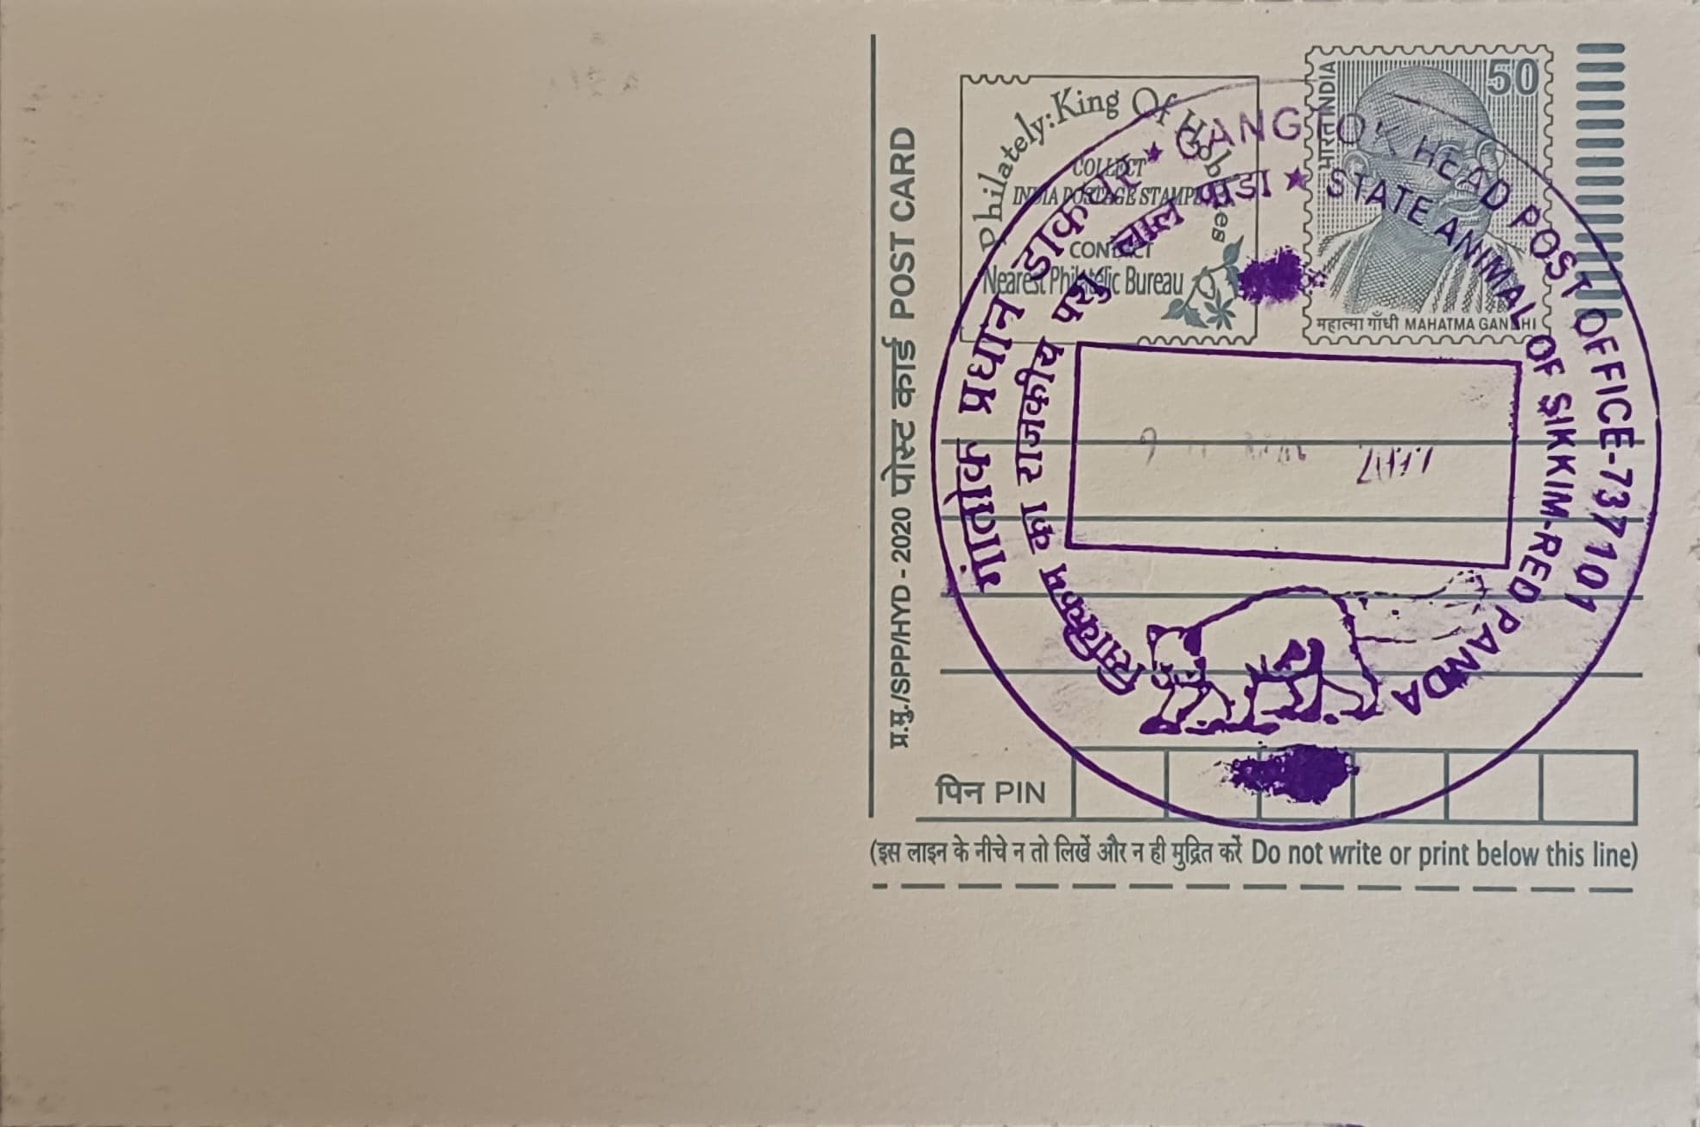 प्र.मु./SPP/HYD - 2020 पोस्ट कार्ड POST CARD
Philately:King Of Hobbies
COLLECT
INDIA POSTAGE STAMPS
CONTACT
Nearest Philatelic Bureau
भारत INDIA
50
महात्मा गाँधी MAHATMA GANDHI
गंगतोक प्रधान डाकघर ★ GANGTOK HEAD POST OFFICE-737101
सिक्किम का राजकीय पशु लाल पांडा ★ STATE ANIMAL OF SIKKIM-RED PANDA
पिन PIN
(इस लाइन के नीचे न तो लिखें और न ही मुद्रित करें Do not write or print below this line)